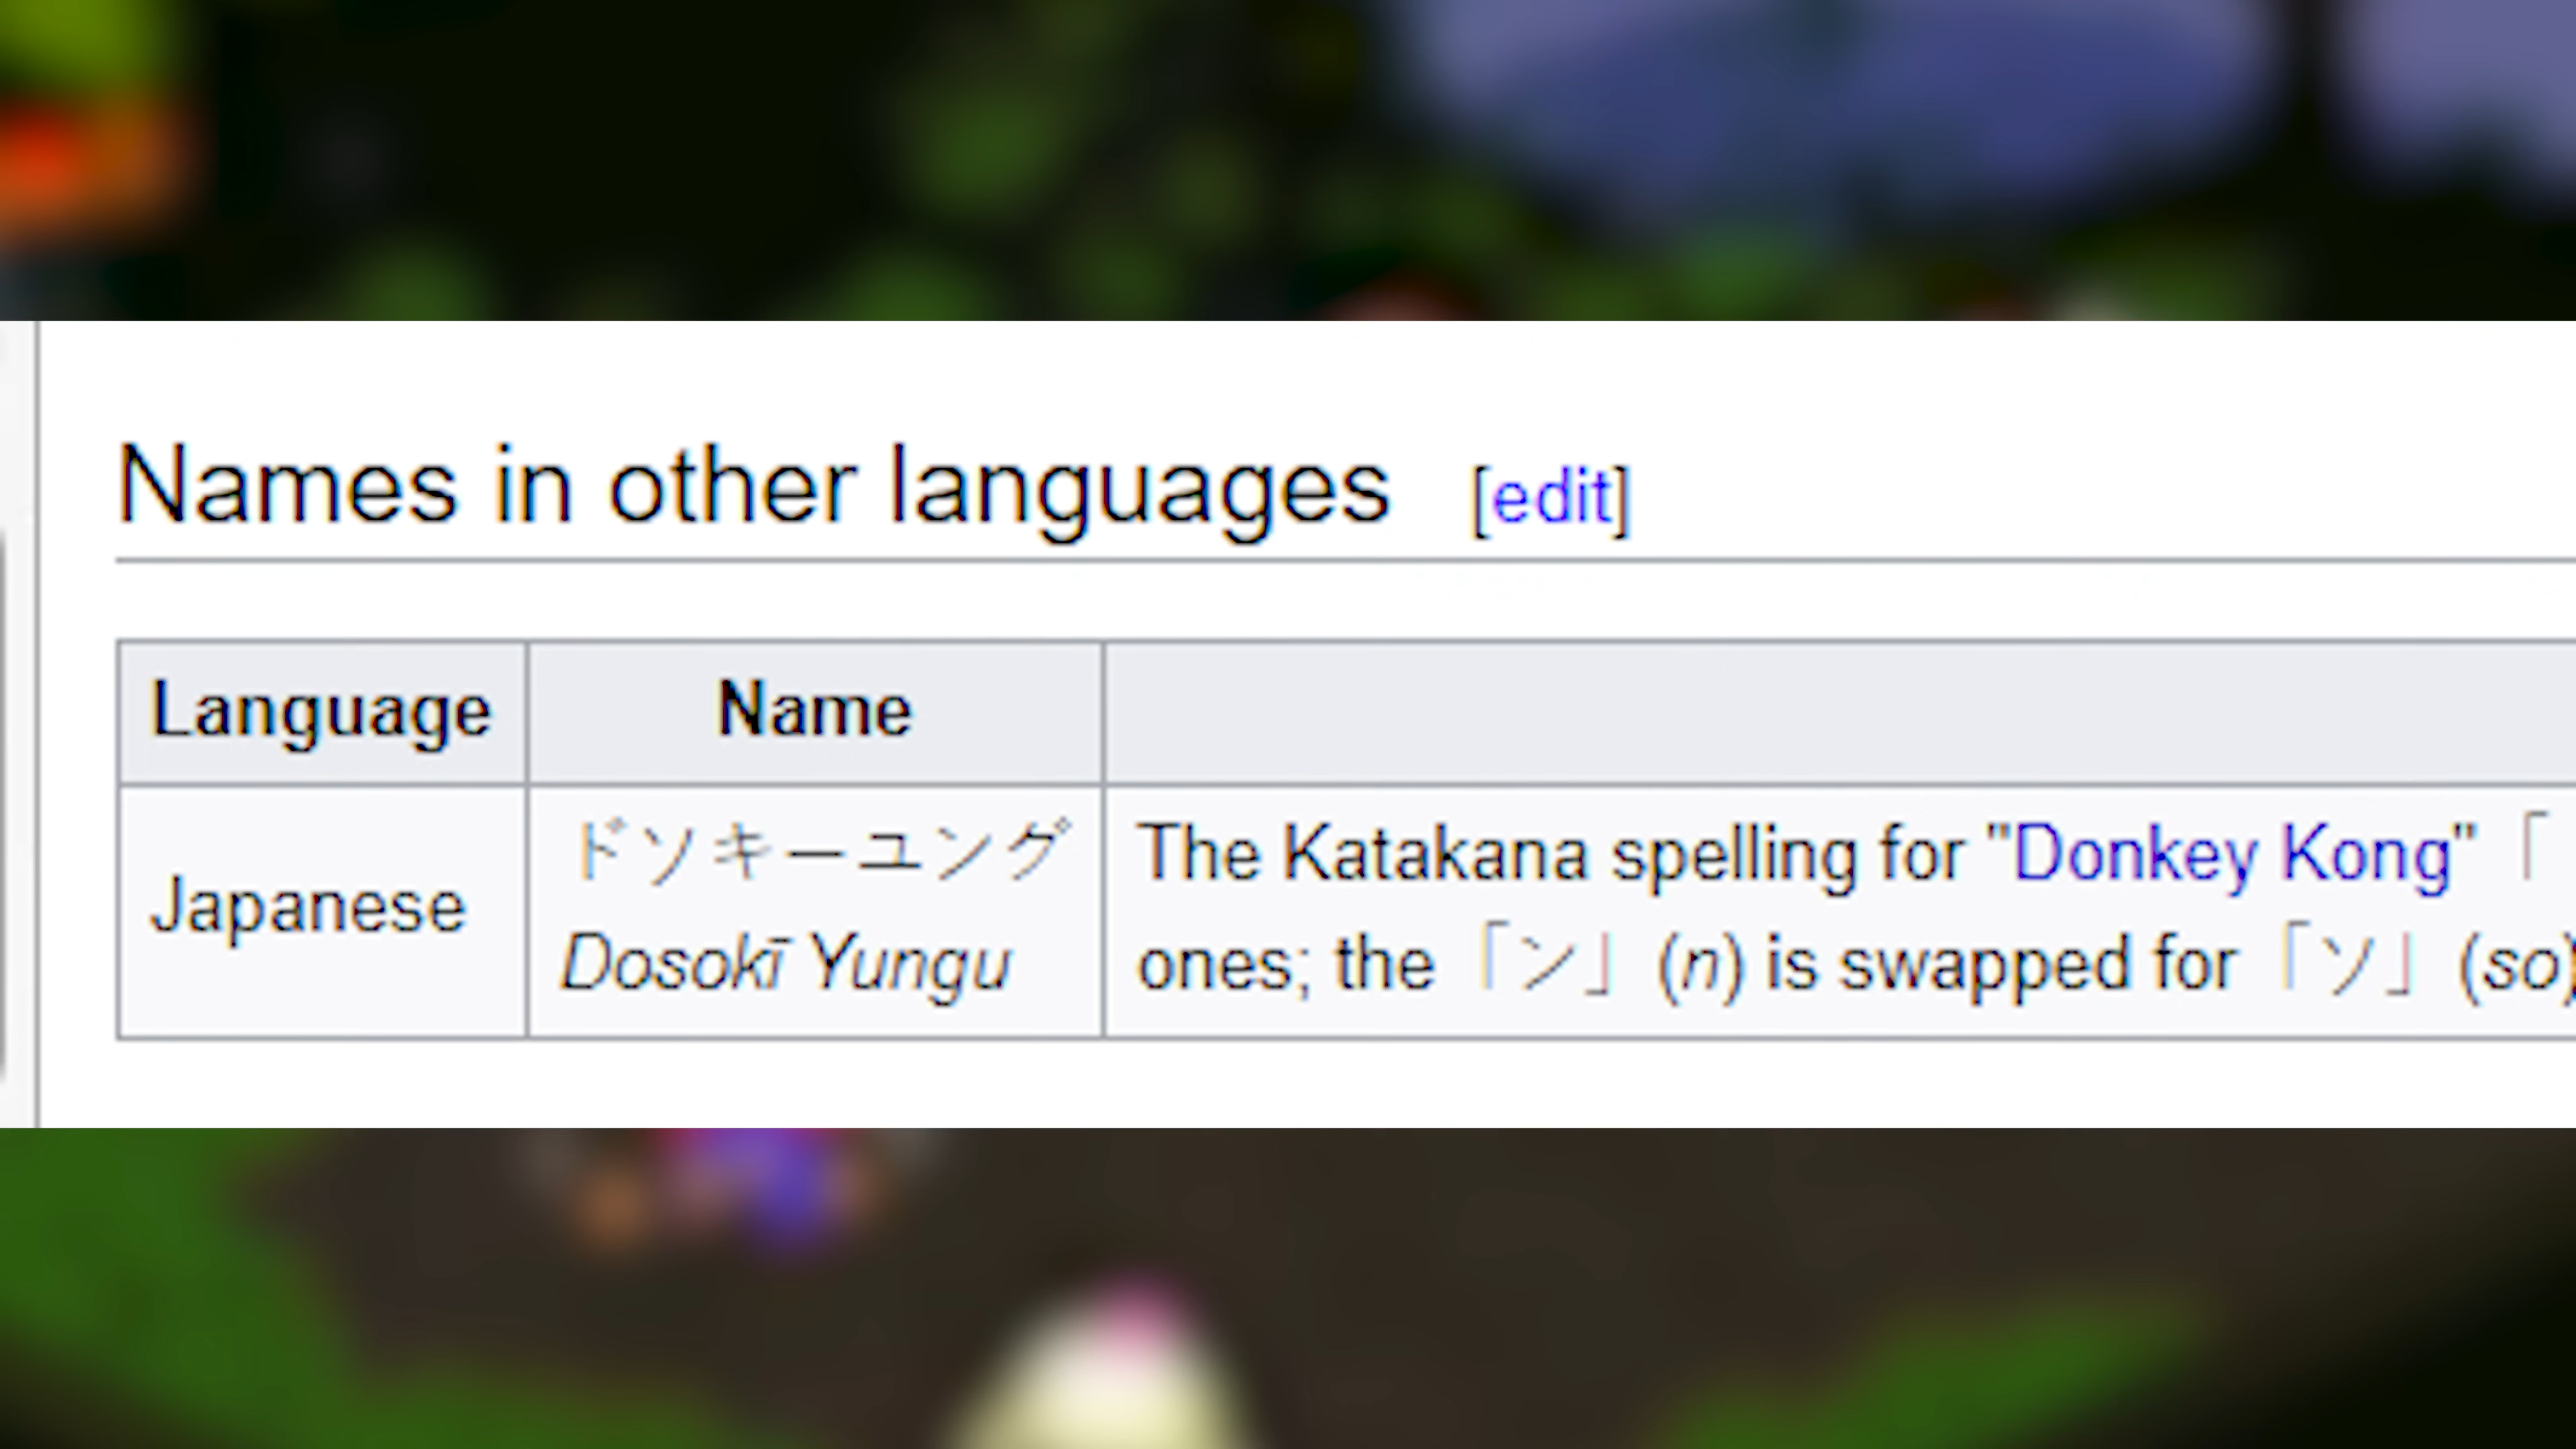 Names in other languages [edit]
Language Name
Japanese
ドソキーユング
Dosokī Yungu
The Katakana spelling for "Donkey Kong" 「
ones; the 「ン」 (n) is swapped for 「ソ」 (so)